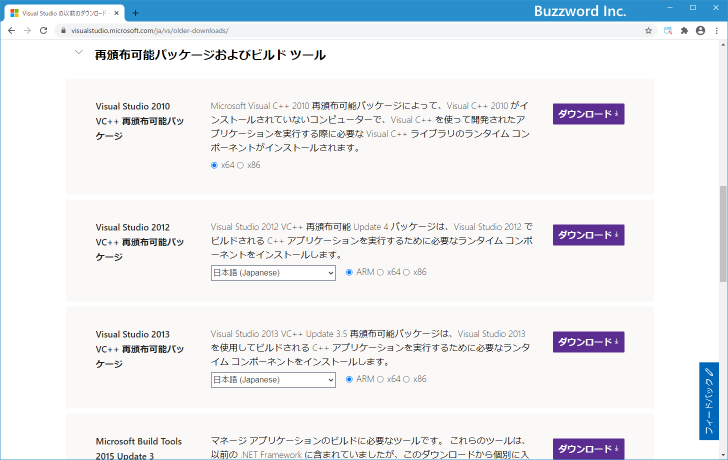 Visual Studio の以前のダウンロード
Buzzword Inc.
visualstudio.microsoft.com/ja/vs/older-downloads/
再頒布可能パッケージおよびビルド ツール
Visual Studio 2010
VC++ 再頒布可能パッ
ケージ
Microsoft Visual C++ 2010 再頒布可能パッケージによって、Visual C++ 2010 がイ
ンストールされていないコンピューターで、Visual C++ を使って開発されたア
プリケーションを実行する際に必要な Visual C++ ライブラリのランタイム コン
ポーネントがインストールされます。
x64 x86
ダウンロード
Visual Studio 2012
VC++ 再頒布可能パッ
ケージ
Visual Studio 2012 VC++ 再頒布可能 Update 4 パッケージは、Visual Studio 2012 で
ビルドされる C++ アプリケーションを実行するために必要なランタイム コンポ
ーネントをインストールします。
日本語 (Japanese) ARM x64 x86
ダウンロード
Visual Studio 2013
VC++ 再頒布可能パッ
ケージ
Visual Studio 2013 VC++ Update 3.5 再頒布可能パッケージは、Visual Studio 2013
を使用してビルドされる C++ アプリケーションを実行するために必要なランタ
イム コンポーネントをインストールします。
日本語 (Japanese) ARM x64 x86
ダウンロード
フィードバック
Microsoft Build Tools
2015 Update 3
マネージ アプリケーションのビルドに必要なツールです。 これらのツールは、
以前の .NET Framework に含まれていましたが、このダウンロードから個別に入
ダウンロード